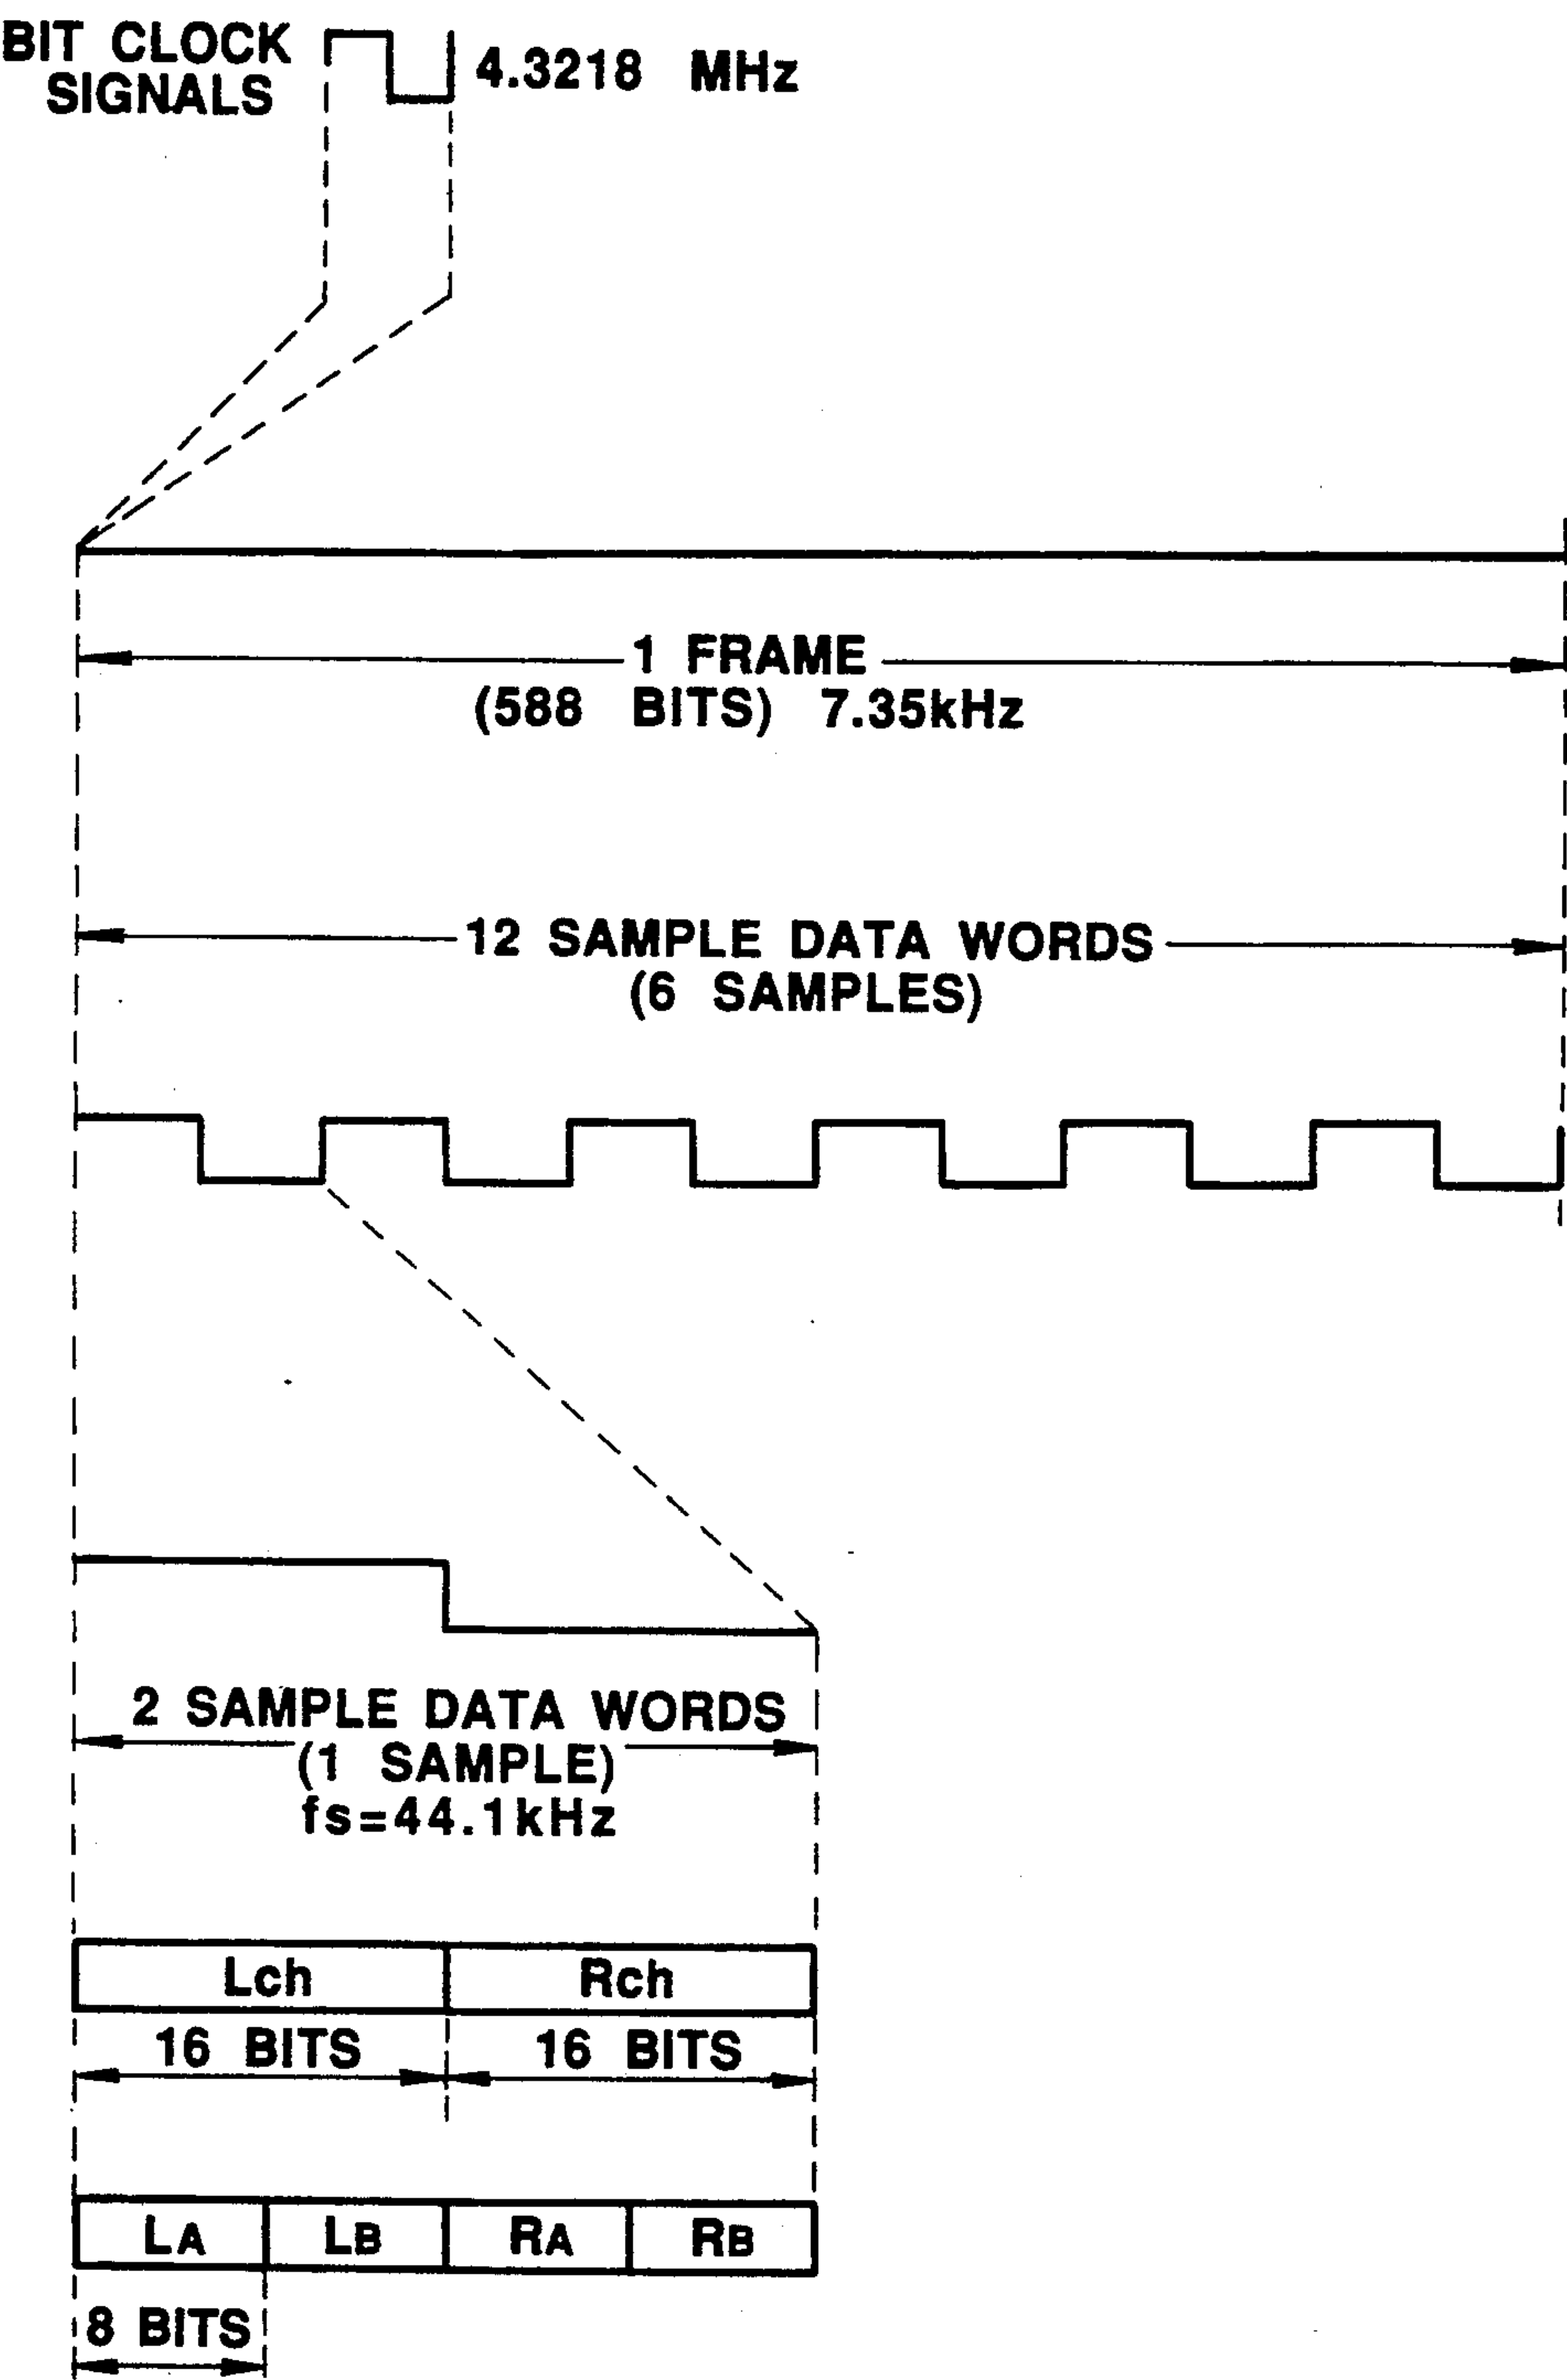 BIT CLOCK
SIGNALS
4.3218 MHz
1 FRAME
(588 BITS) 7.35kHz
12 SAMPLE DATA WORDS
(6 SAMPLES)
2 SAMPLE DATA WORDS
(1 SAMPLE)
fs=44.1kHz
Lch Rch
16 BITS 16 BITS
LA LB RA RB
8 BITS